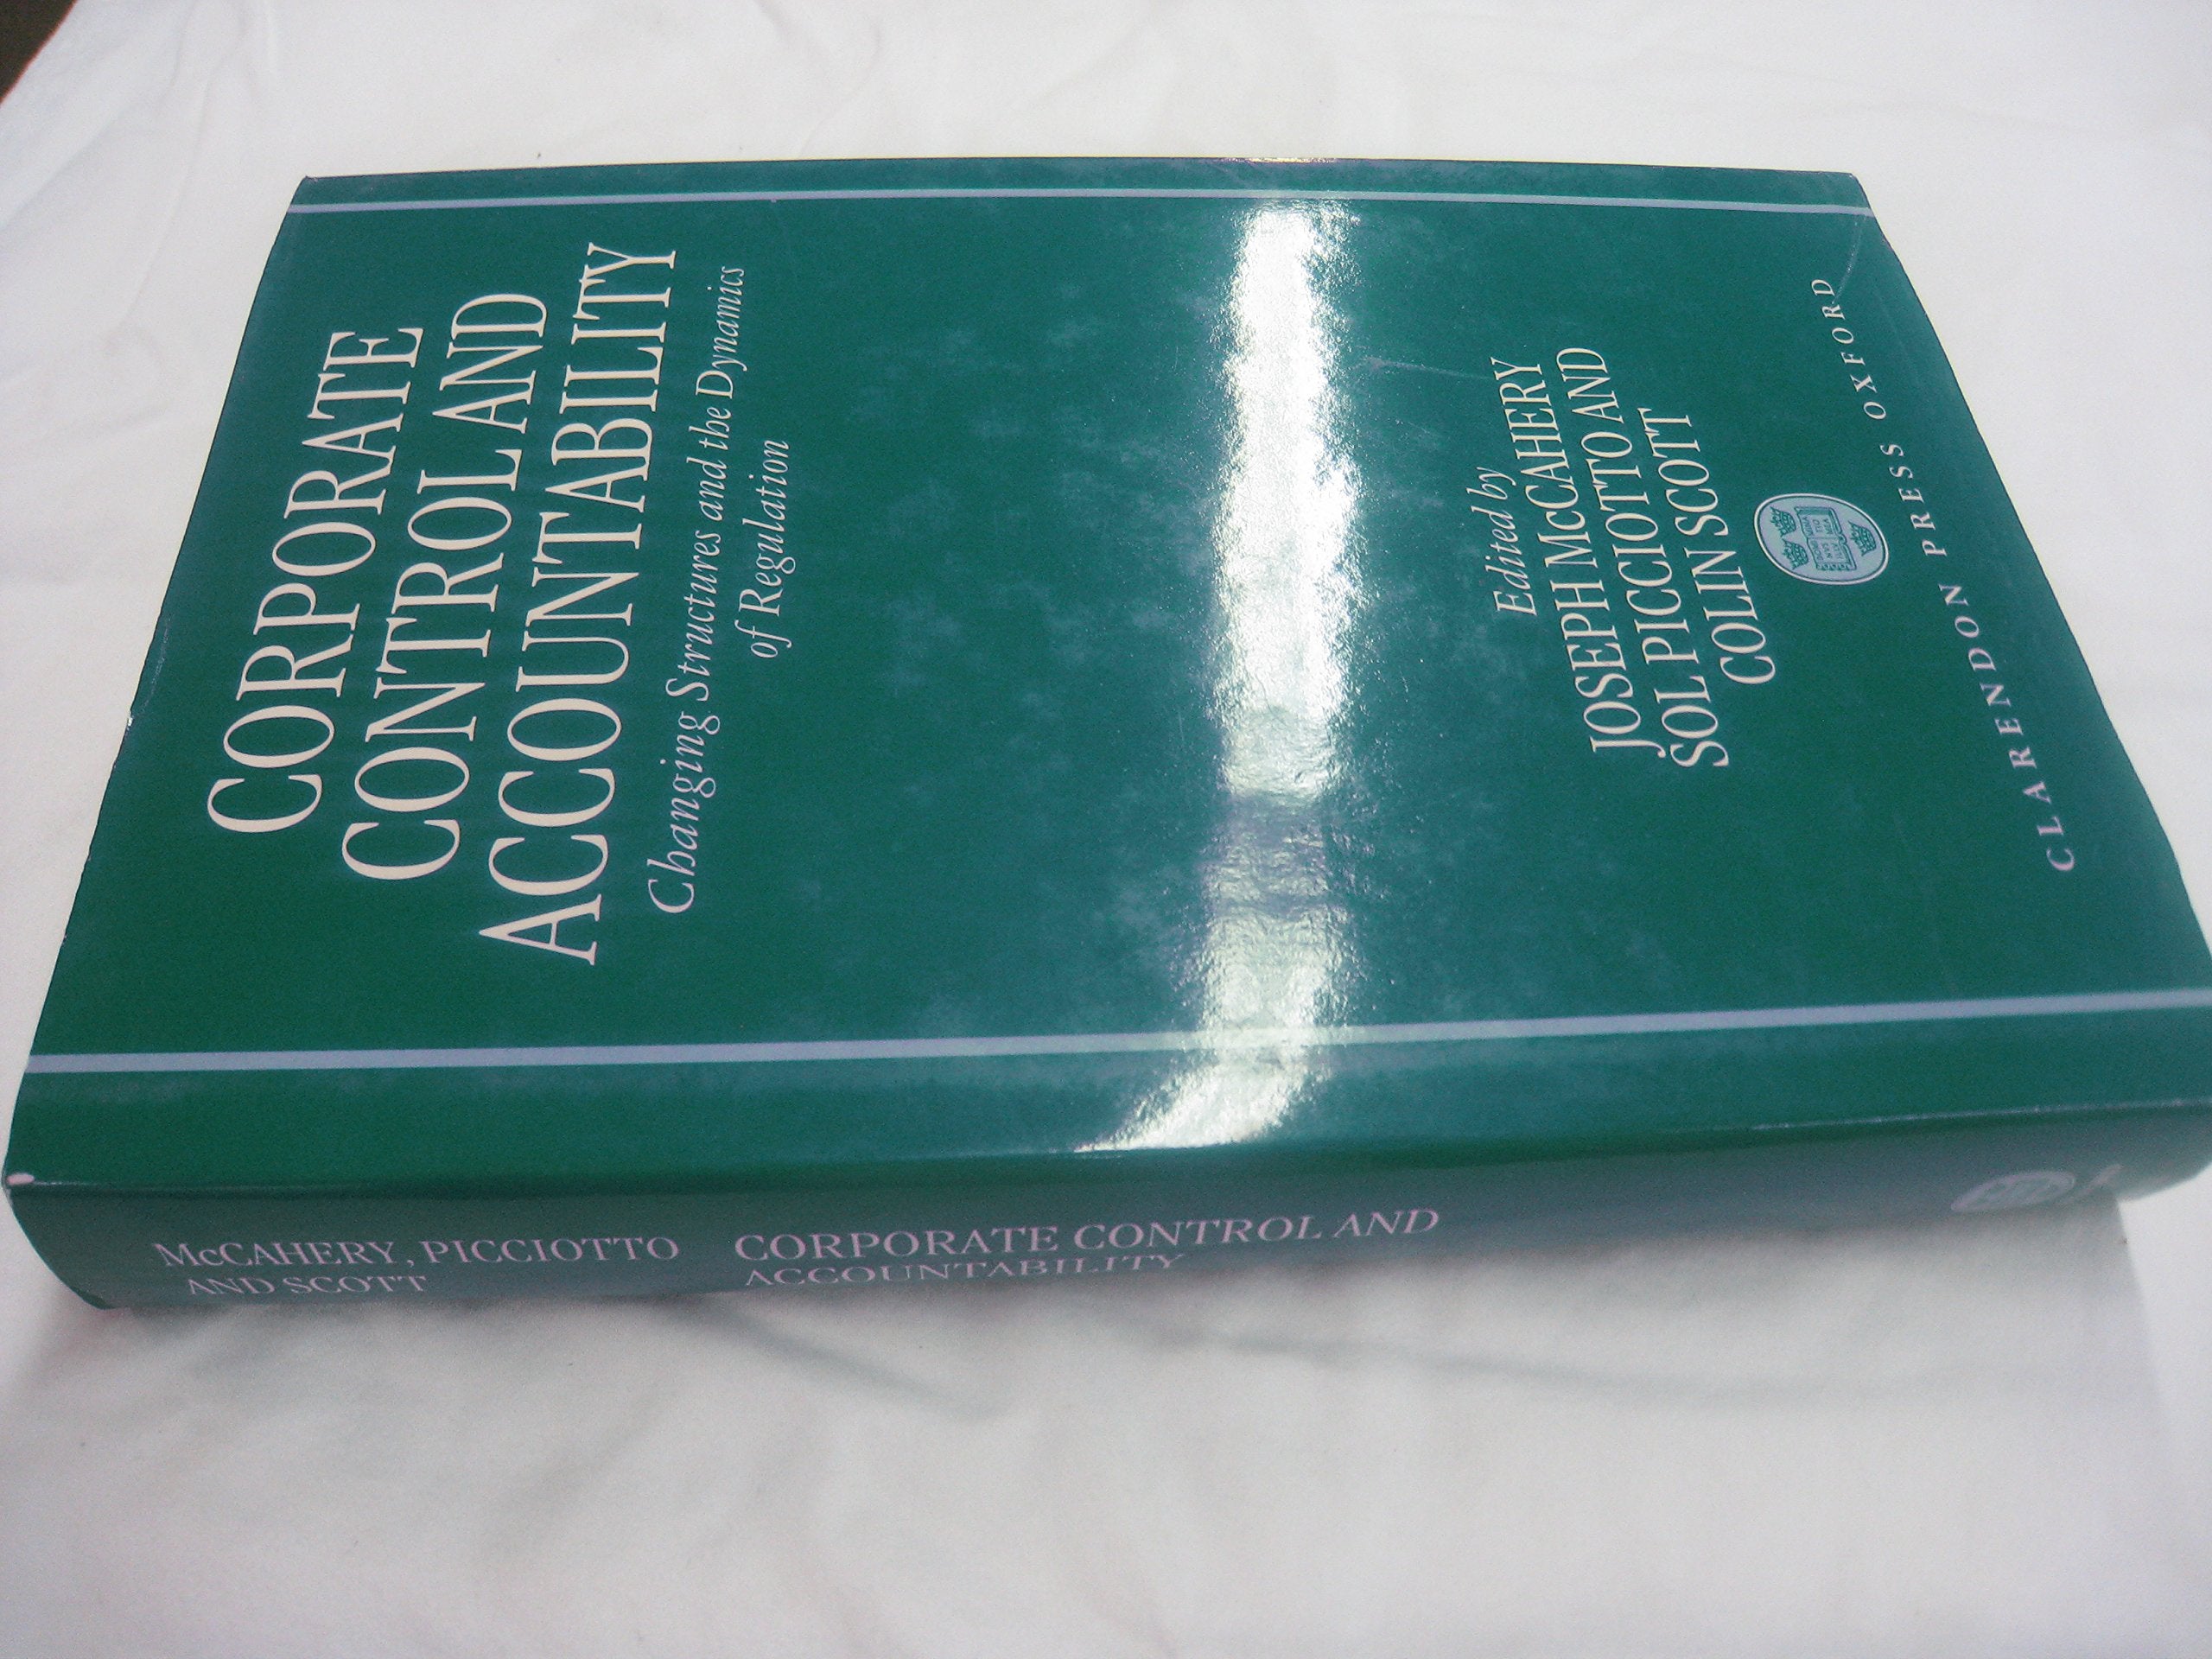 CORPORATE
CONTROL AND
ACCOUNTABILITY
Changing Structures and the Dynamics
of Regulation
Edited by
JOSEPH McCAHERY
SOL PICCIOTTO AND
COLIN SCOTT
CLARENDON PRESS OXFORD
McCAHERY, PICCIOTTO
AND SCOTT
CORPORATE CONTROL AND
ACCOUNTABILITY